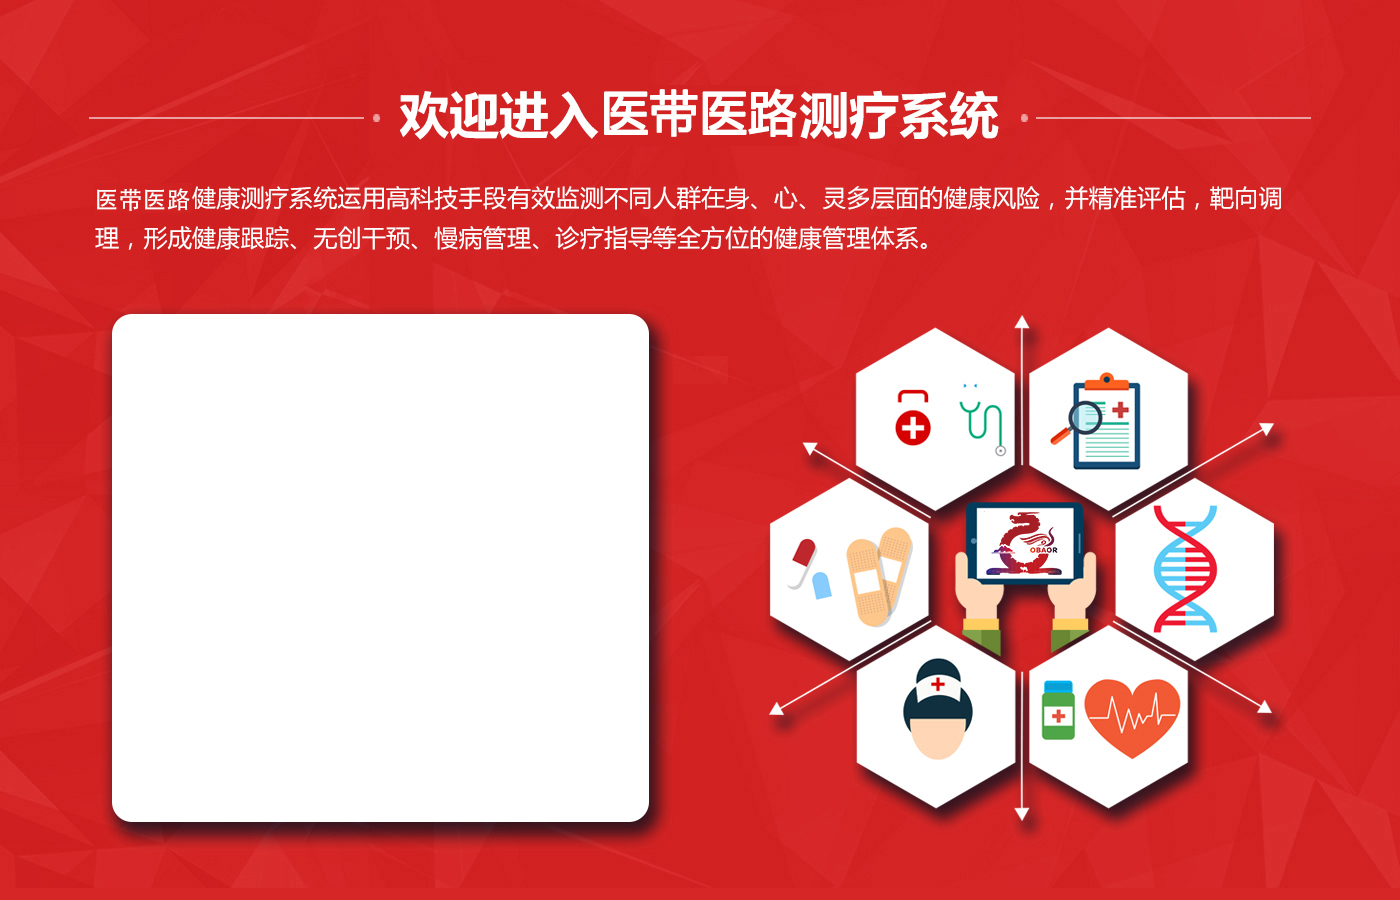 欢迎进入医带医路测疗系统
医带医路健康测疗系统运用高科技手段有效监测不同人群在身、心、灵多层面的健康风险，并精准评估，靶向调
理，形成健康跟踪、无创干预、慢病管理、诊疗指导等全方位的健康管理体系。
OBAOR